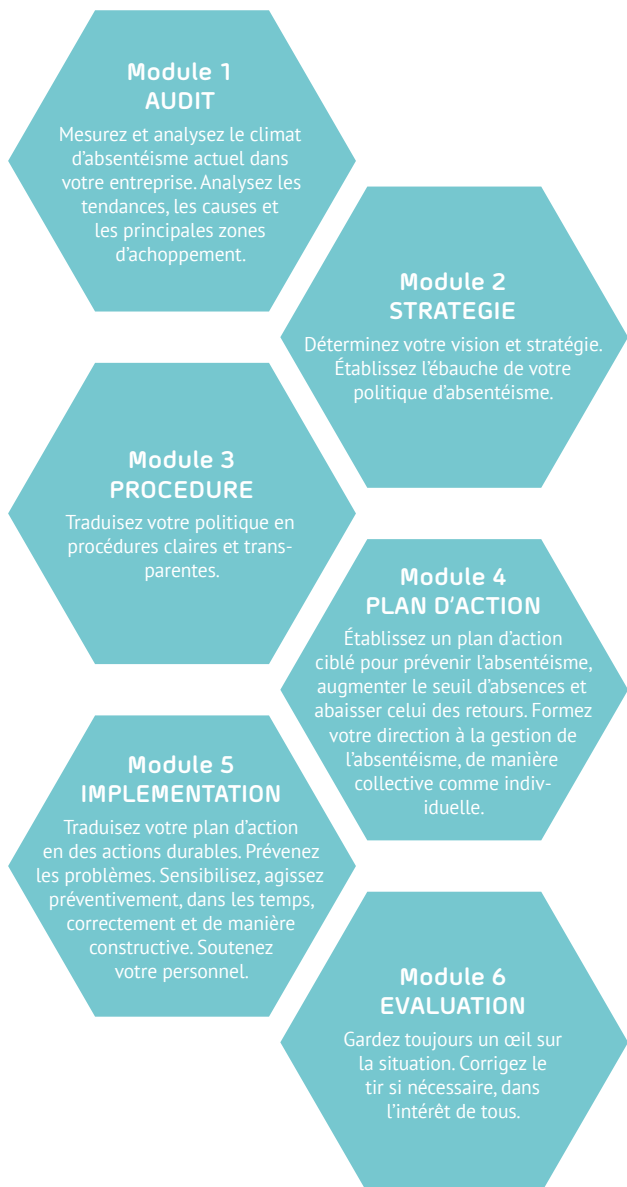 Module 1
AUDIT
Mesurez et analysez le climat
d’absentéisme actuel dans
votre entreprise. Analysez les
tendances, les causes et
les principales zones
d’achoppement.
Module 2
STRATEGIE
Déterminez votre vision et stratégie.
Établissez l’ébauche de votre
politique d’absentéisme.
Module 3
PROCEDURE
Traduisez votre politique en
procédures claires et trans-
parentes.
Module 4
PLAN D’ACTION
Établissez un plan d’action
ciblé pour prévenir l’absentéisme,
augmenter le seuil d’absences et
abaisser celui des retours. Formez
votre direction à la gestion de
l’absentéisme, de manière
collective comme indiv-
iduelle.
Module 5
IMPLEMENTATION
Traduisez votre plan d’action
en des actions durables. Prévenez
les problèmes. Sensibilisez, agissez
préventivement, dans les temps,
correctement et de manière
constructive. Soutenez
votre personnel.
Module 6
EVALUATION
Gardez toujours un œil sur
la situation. Corrigez le
tir si nécessaire, dans
l’intérêt de tous.